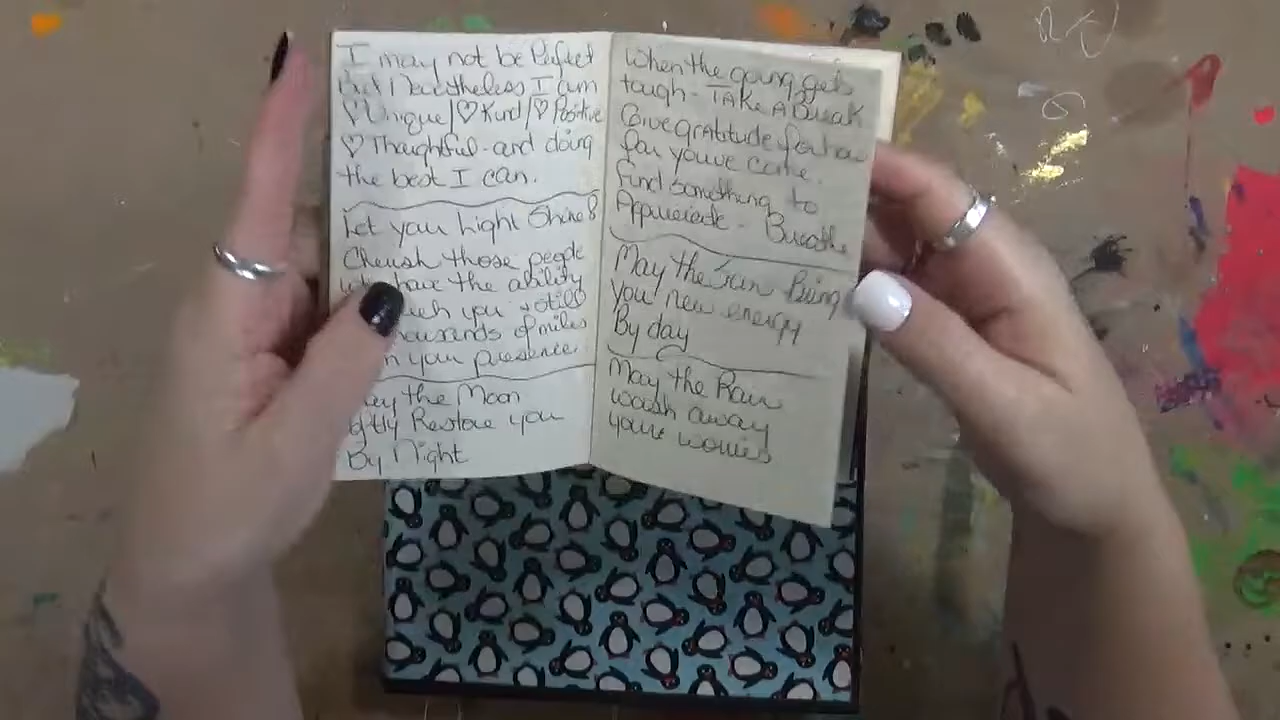 I may not be Perfect
but Nevertheless I am
♡Unique/♡Kind/♡Positive
♡Thoughtful-and doing
the best I can.
Let you Light Shine &
Cherish those people
have the ability
you & still
thousands of miles
in your presence.
the Moon
Restore you
By Night
When the going gets
tough - TAKE A Break
Give gratitude for how
far you've come.
find something to
Appreciate - Breathe
May the Sun Bring
you new energy
By day
May the Rain
wash away
your worries